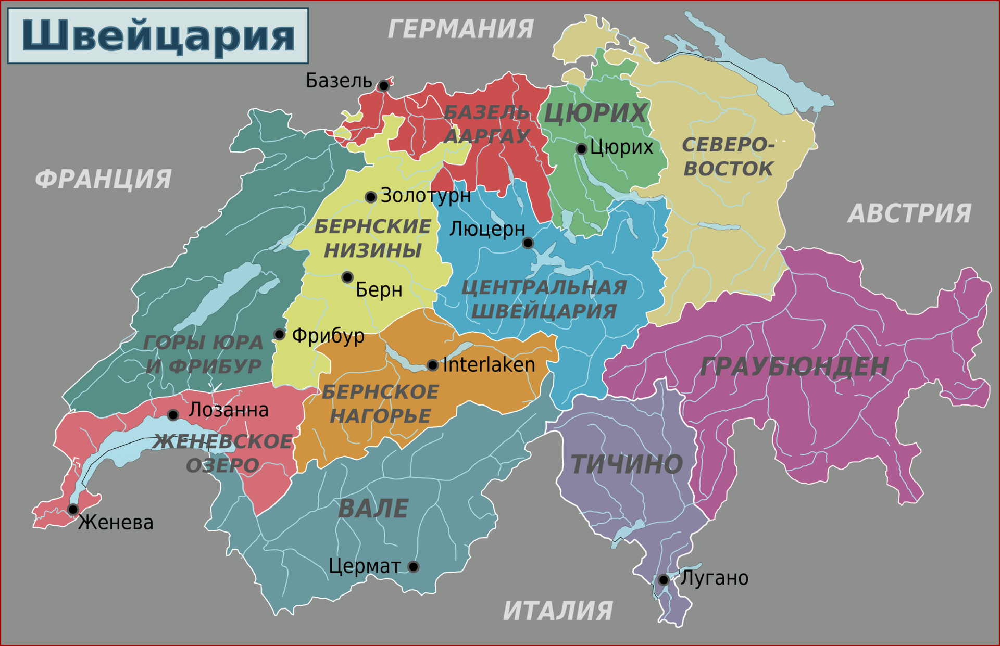 Швейцария
ГЕРМАНИЯ
Базель
БАЗЕЛЬ
ААРГАУ
ЦЮРИХ
Цюрих
СЕВЕРО-
ВОСТОК
ФРАНЦИЯ
Золотурн
АВСТРИЯ
БЕРНСКИЕ
НИЗИНЫ
Люцерн
Берн
ЦЕНТРАЛЬНАЯ
ШВЕЙЦАРИЯ
Фрибур
ГОРЫ ЮРА
И ФРИБУР
Interlaken
ГРАУБЮНДЕН
БЕРНСКОЕ
НАГОРЬЕ
Лозанна
ЖЕНЕВСКОЕ
ОЗЕРО
ТИЧИНО
ВАЛЕ
Женева
Цермат
Лугано
ИТАЛИЯ